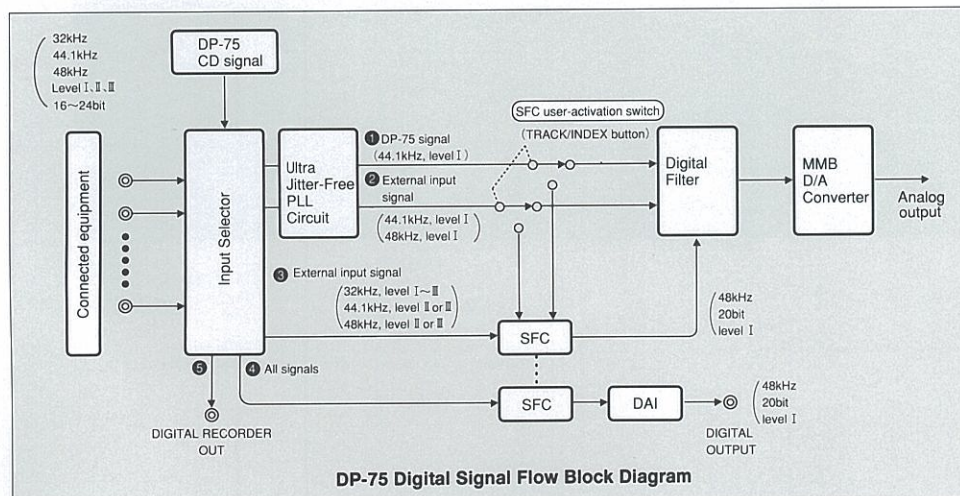 32kHz
44.1kHz
48kHz
Level Ⅰ、Ⅱ、Ⅲ
16～24bit
DP-75
CD signal
Connected equipment
Input Selector
Ultra
Jitter-Free
PLL
Circuit
❶ DP-75 signal
(44.1kHz, level Ⅰ)
❷ External input
signal
44.1kHz, level Ⅰ
48kHz, level Ⅰ
SFC user-activation switch
(TRACK/INDEX button)
Digital
Filter
MMB
D/A
Converter
Analog
output
❸ External input signal
32kHz, level Ⅰ～Ⅲ
44.1kHz, level Ⅱ or Ⅲ
48kHz, level Ⅱ or Ⅲ
SFC
48kHz
20bit
level Ⅰ
❺
❹ All signals
SFC
DAI
48kHz
20bit
level Ⅰ
DIGITAL RECORDER
OUT
DIGITAL
OUTPUT
DP-75 Digital Signal Flow Block Diagram